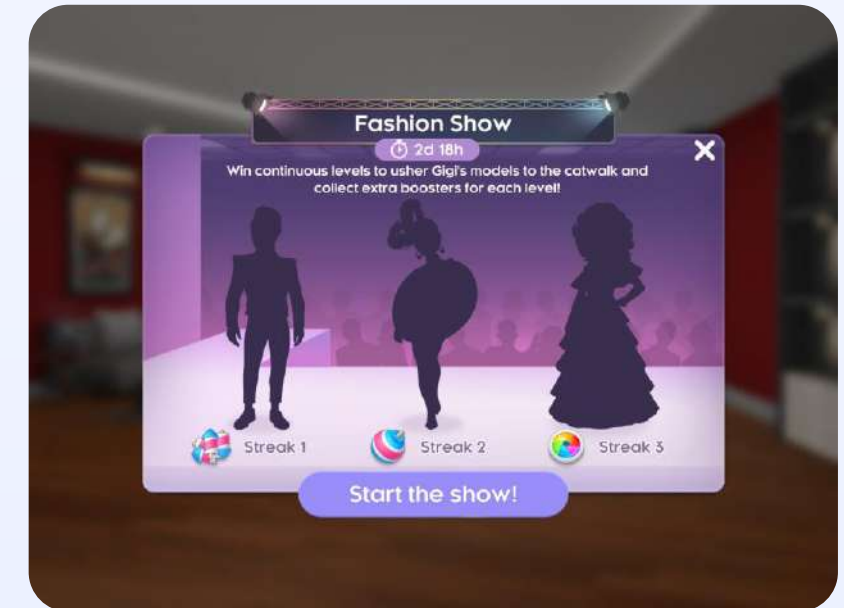 Fashion Show
2d 18h
Win continuous levels to usher Gigi's models to the catwalk and
collect extra boosters for each level!
Streak 1
Streak 2
Streak 3
Start the show!